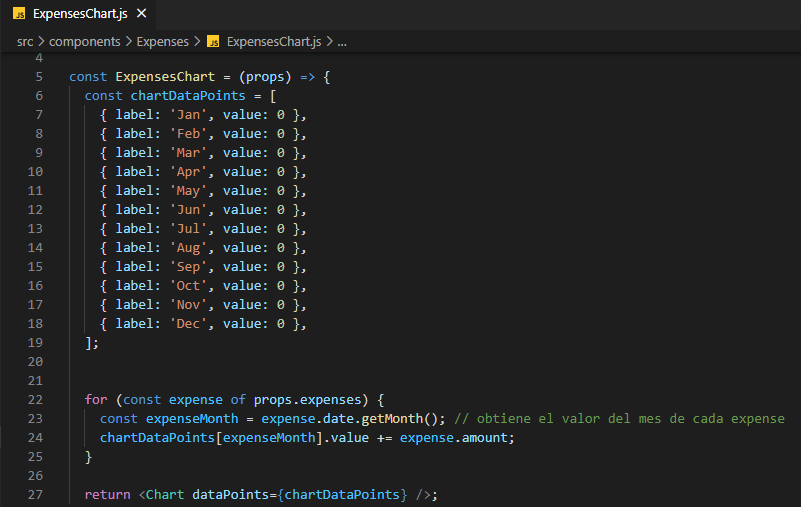 JS ExpensesChart.js ×
src > components > Expenses > JS ExpensesChart.js > ...
4
5 const ExpensesChart = (props) => {
6 const chartDataPoints = [
7 { label: 'Jan', value: 0 },
8 { label: 'Feb', value: 0 },
9 { label: 'Mar', value: 0 },
10 { label: 'Apr', value: 0 },
11 { label: 'May', value: 0 },
12 { label: 'Jun', value: 0 },
13 { label: 'Jul', value: 0 },
14 { label: 'Aug', value: 0 },
15 { label: 'Sep', value: 0 },
16 { label: 'Oct', value: 0 },
17 { label: 'Nov', value: 0 },
18 { label: 'Dec', value: 0 },
19 ];
20
21
22 for (const expense of props.expenses) {
23 const expenseMonth = expense.date.getMonth(); // obtiene el valor del mes de cada expense
24 chartDataPoints[expenseMonth].value += expense.amount;
25 }
26
27 return <Chart dataPoints={chartDataPoints} />;